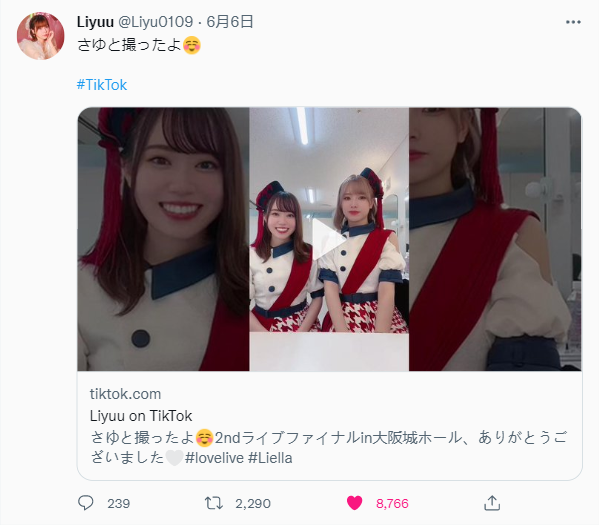 Liyuu @Liyu0109 · 6月6日
さゆと撮ったよ☺️
#TikTok
tiktok.com
Liyuu on TikTok
さゆと撮ったよ☺️2ndライブファイナルin大阪城ホール、ありがとうご
ざいました🤍#lovelive #Liella
239 2,290 8,766